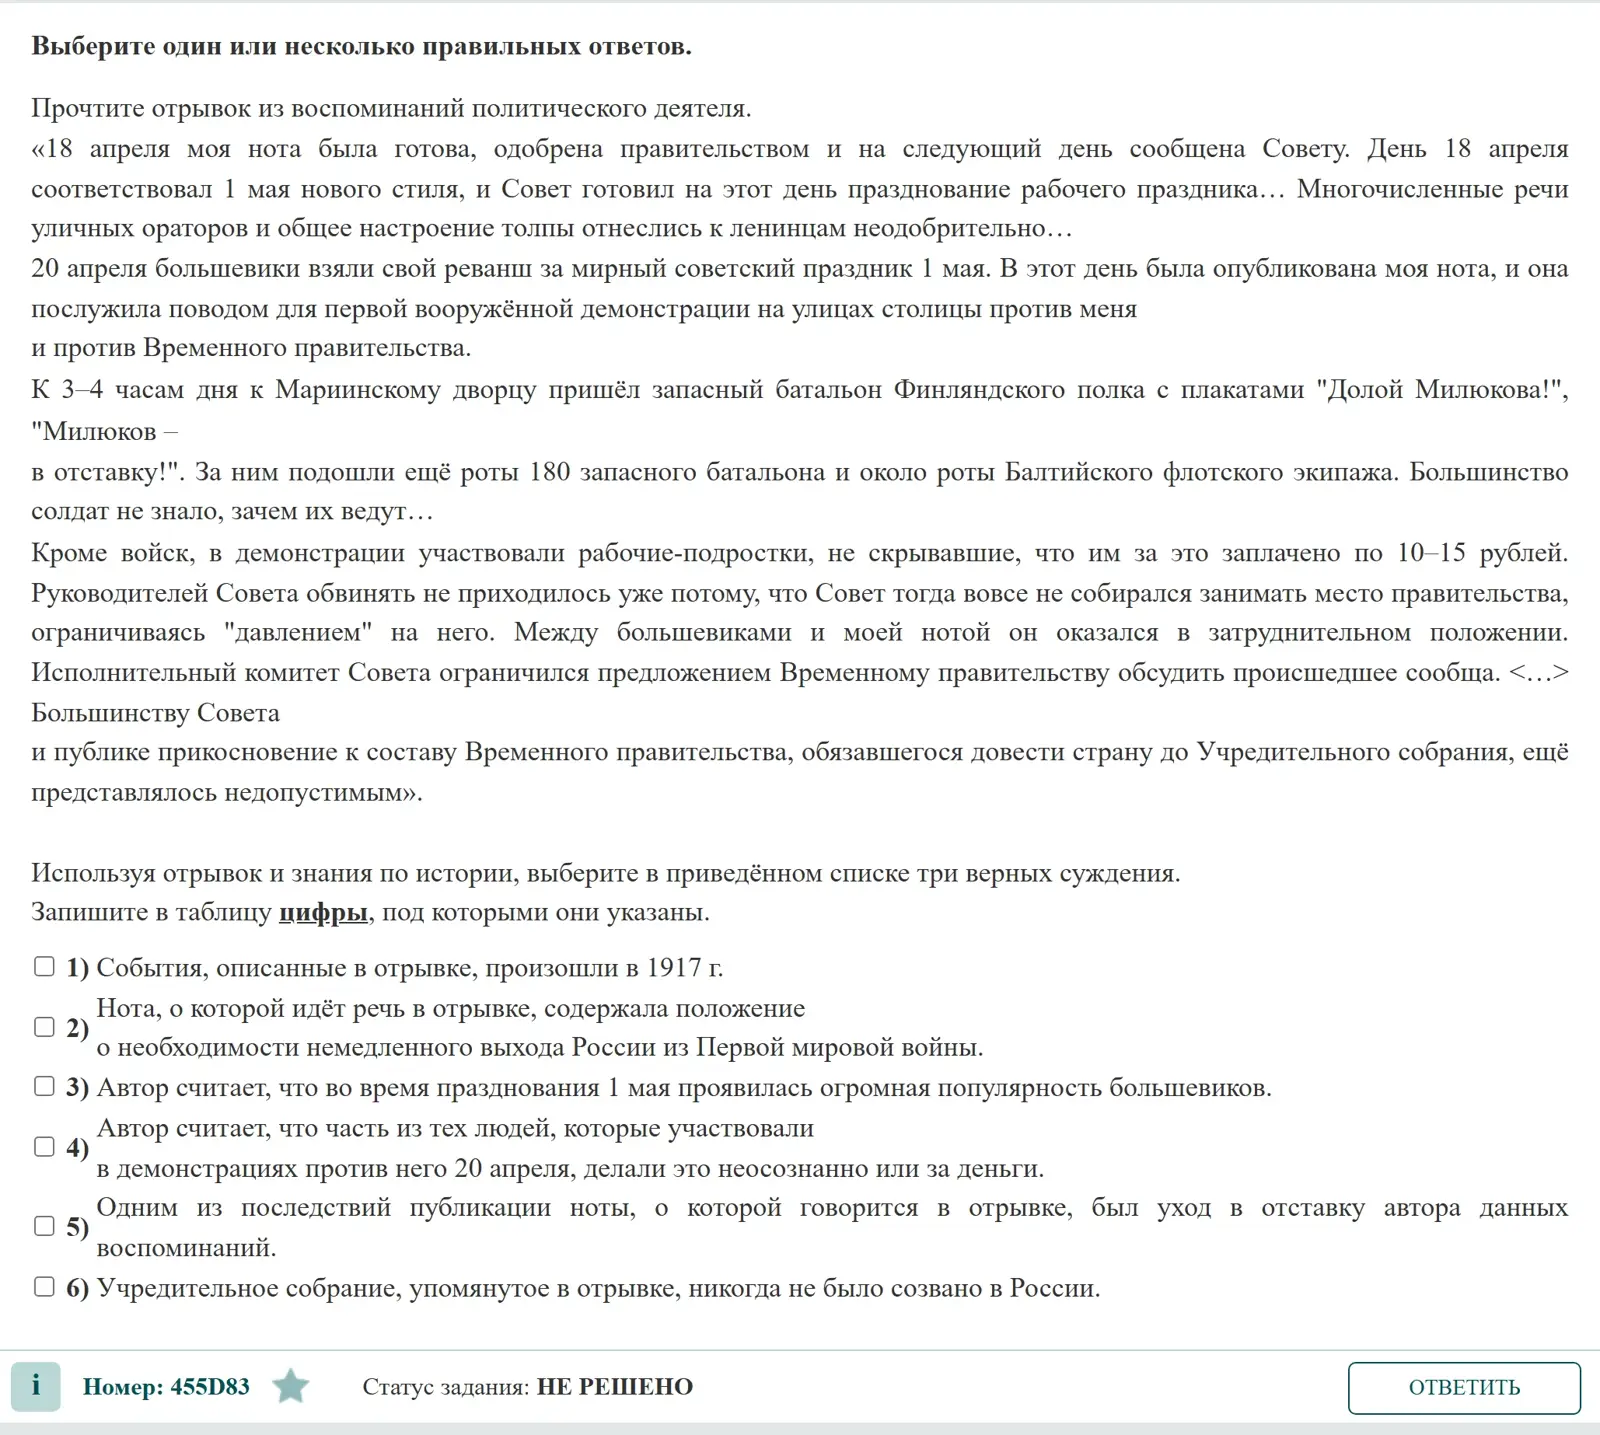 Выберите один или несколько правильных ответов.
Прочтите отрывок из воспоминаний политического деятеля.
«18 апреля моя нота была готова, одобрена правительством и на следующий день сообщена Совету. День 18 апреля
соответствовал 1 мая нового стиля, и Совет готовил на этот день празднование рабочего праздника… Многочисленные речи
уличных ораторов и общее настроение толпы отнеслись к ленинцам неодобрительно…
20 апреля большевики взяли свой реванш за мирный советский праздник 1 мая. В этот день была опубликована моя нота, и она
послужила поводом для первой вооружённой демонстрации на улицах столицы против меня
и против Временного правительства.
К 3–4 часам дня к Мариинскому дворцу пришёл запасный батальон Финляндского полка с плакатами "Долой Милюкова!",
"Милюков –
в отставку!". За ним подошли ещё роты 180 запасного батальона и около роты Балтийского флотского экипажа. Большинство
солдат не знало, зачем их ведут…
Кроме войск, в демонстрации участвовали рабочие-подростки, не скрывавшие, что им за это заплачено по 10–15 рублей.
Руководителей Совета обвинять не приходилось уже потому, что Совет тогда вовсе не собирался занимать место правительства,
ограничиваясь "давлением" на него. Между большевиками и моей нотой он оказался в затруднительном положении.
Исполнительный комитет Совета ограничился предложением Временному правительству обсудить происшедшее сообща. <…>
Большинству Совета
и публике прикосновение к составу Временного правительства, обязавшегося довести страну до Учредительного собрания, ещё
представлялось недопустимым».
Используя отрывок и знания по истории, выберите в приведённом списке три верных суждения.
Запишите в таблицу цифры, под которыми они указаны.
1) События, описанные в отрывке, произошли в 1917 г.
2) Нота, о которой идёт речь в отрывке, содержала положение
о необходимости немедленного выхода России из Первой мировой войны.
3) Автор считает, что во время празднования 1 мая проявилась огромная популярность большевиков.
4) Автор считает, что часть из тех людей, которые участвовали
в демонстрациях против него 20 апреля, делали это неосознанно или за деньги.
5) Одним из последствий публикации ноты, о которой говорится в отрывке, был уход в отставку автора данных
воспоминаний.
6) Учредительное собрание, упомянутое в отрывке, никогда не было созвано в России.
i Номер: 455D83 Статус задания: НЕ РЕШЕНО ОТВЕТИТЬ